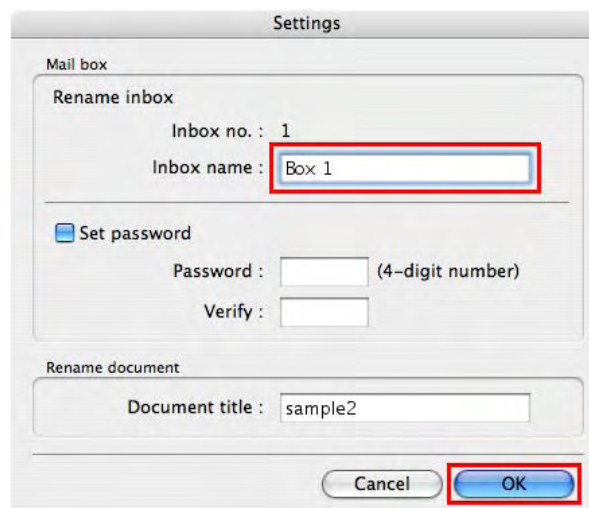 Settings
Mail box
Rename inbox
Inbox no. : 1
Inbox name : Box 1
Set password
Password : (4-digit number)
Verify :
Rename document
Document title : sample2
Cancel OK